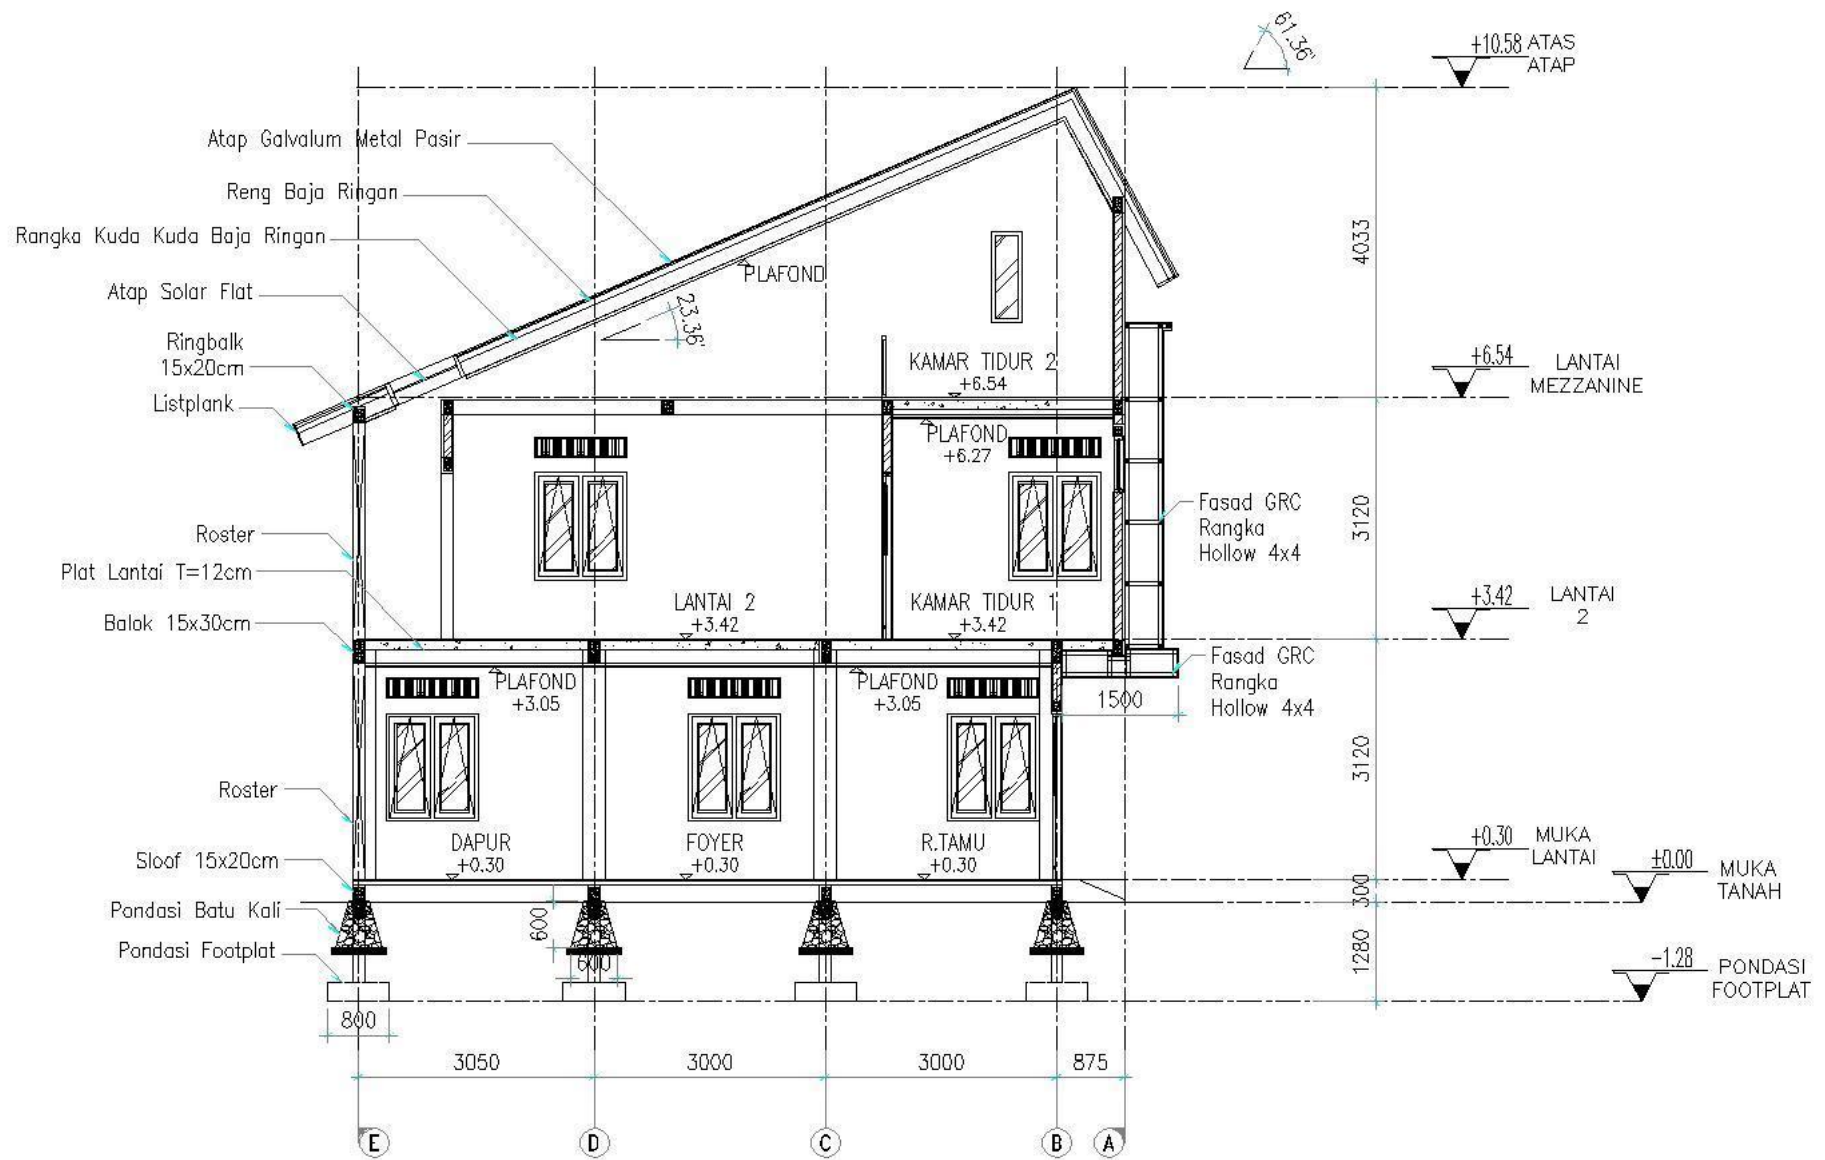 61.36'
+10.58 ATAS
ATAP
Atap Galvalum Metal Pasir
Reng Baja Ringan
Rangka Kuda Kuda Baja Ringan
Atap Solar Flat
Ringbalk
15x20cm
Listplank
PLAFOND
23.36'
4033
KAMAR TIDUR 2
+6.54
+6.54 LANTAI
MEZZANINE
PLAFOND
+6.27
Fasad GRC
Rangka
Hollow 4x4
3120
Roster
Plat Lantai T=12cm
Balok 15x30cm
LANTAI 2
+3.42
KAMAR TIDUR 1
+3.42
+3.42 LANTAI
2
Fasad GRC
Rangka
Hollow 4x4
PLAFOND
+3.05
PLAFOND
+3.05
1500
3120
Roster
DAPUR
+0.30
FOYER
+0.30
R.TAMU
+0.30
+0.30 MUKA
LANTAI
±0.00 MUKA
TANAH
Sloof 15x20cm
300
Pondasi Batu Kali
600
Pondasi Footplat
600
1280
-1.28 PONDASI
FOOTPLAT
800
3050 3000 3000 875
E D C B A